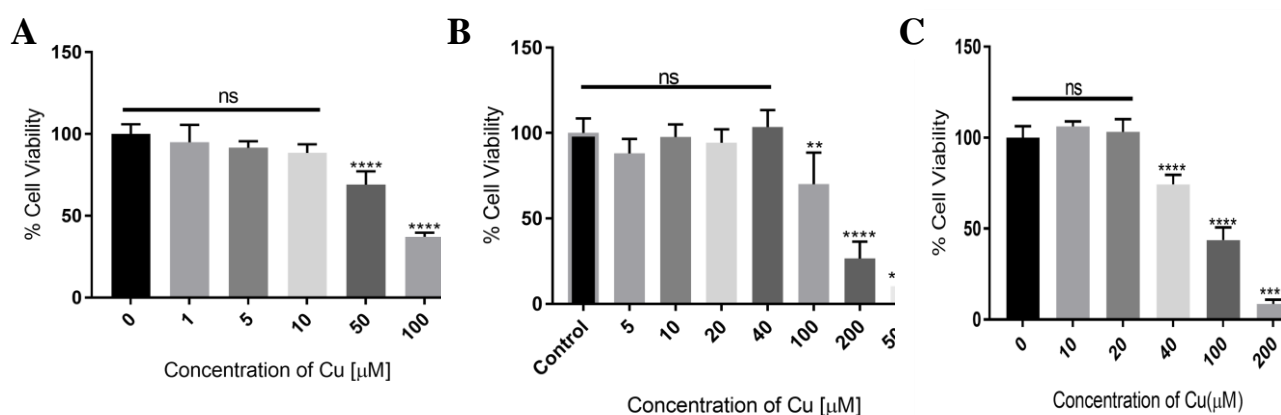 A
% Cell Viability
150
100
50
0
ns
****
****
0 1 5 10 50 100
Concentration of Cu [μM]
B
% Cell Viability
150
100
50
0
ns
**
****
*
Control 5 10 20 40 100 200
Concentration of Cu [μM]
C
% Cell Viability
150
100
50
0
ns
****
****
***
0 10 20 40 100 200
Concentration of Cu(μM)